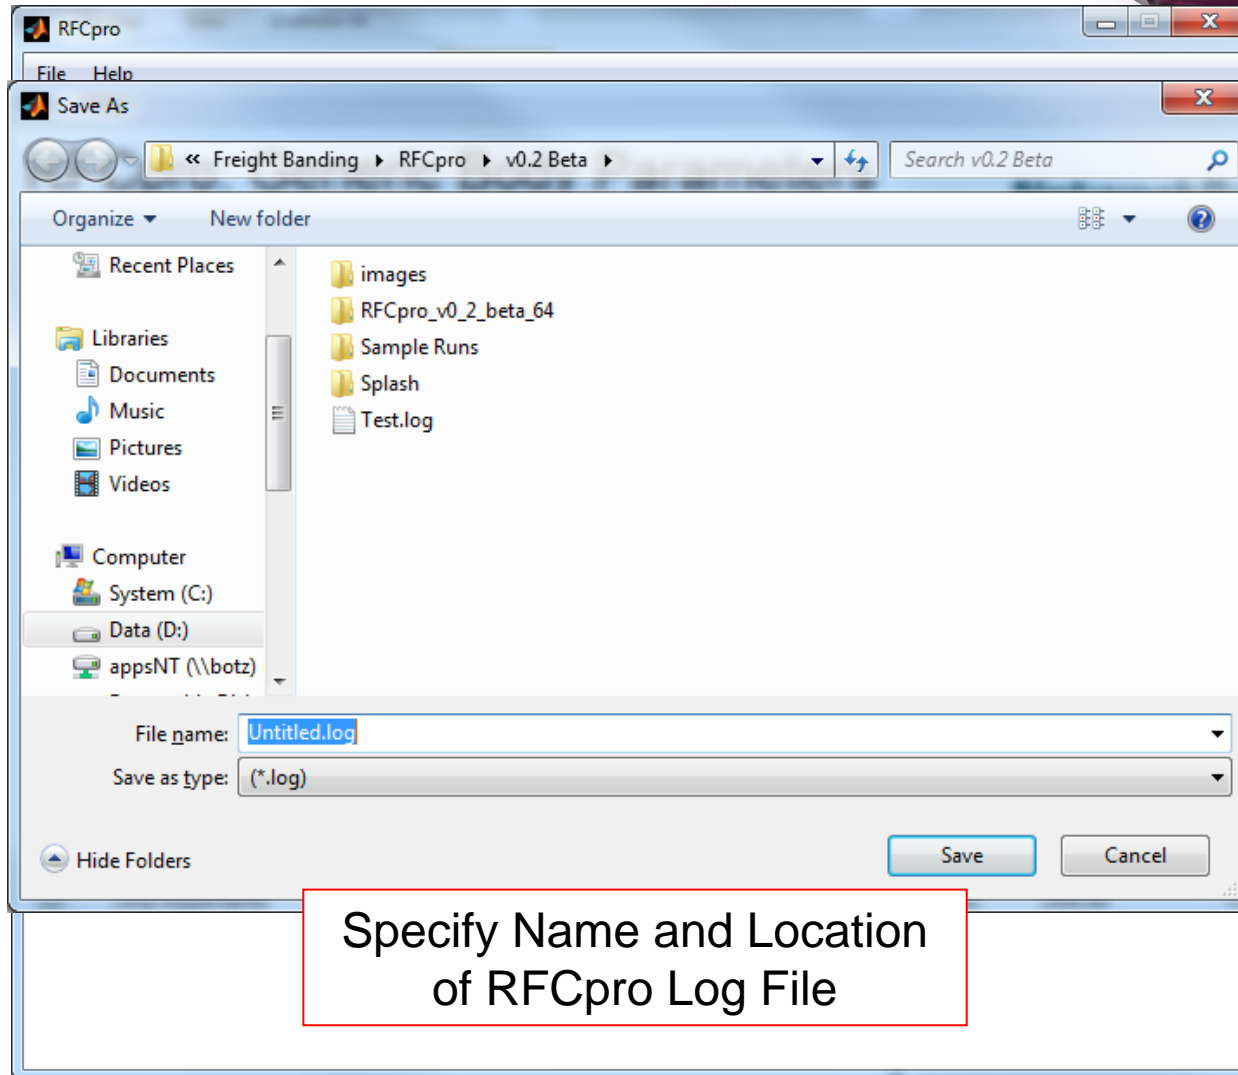 RFCpro
File Help
Save As
« Freight Banding ▸ RFCpro ▸ v0.2 Beta ▸
Search v0.2 Beta
Organize
New folder
Recent Places
Libraries
Documents
Music
Pictures
Videos
Computer
System (C:)
Data (D:)
appsNT (\\botz)
images
RFCpro_v0_2_beta_64
Sample Runs
Splash
Test.log
File name: Untitled.log
Save as type: (*.log)
Hide Folders
Save
Cancel
Specify Name and Location
of RFCpro Log File